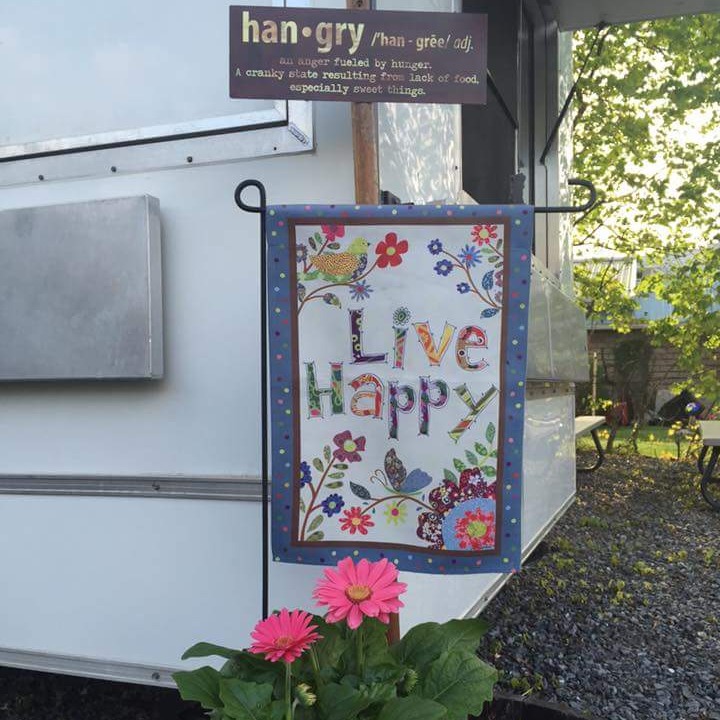 han•gry /'han - grēe/ adj.
an anger fueled by hunger.
A cranky state resulting from lack of food,
especially sweet things.
Live
Happy